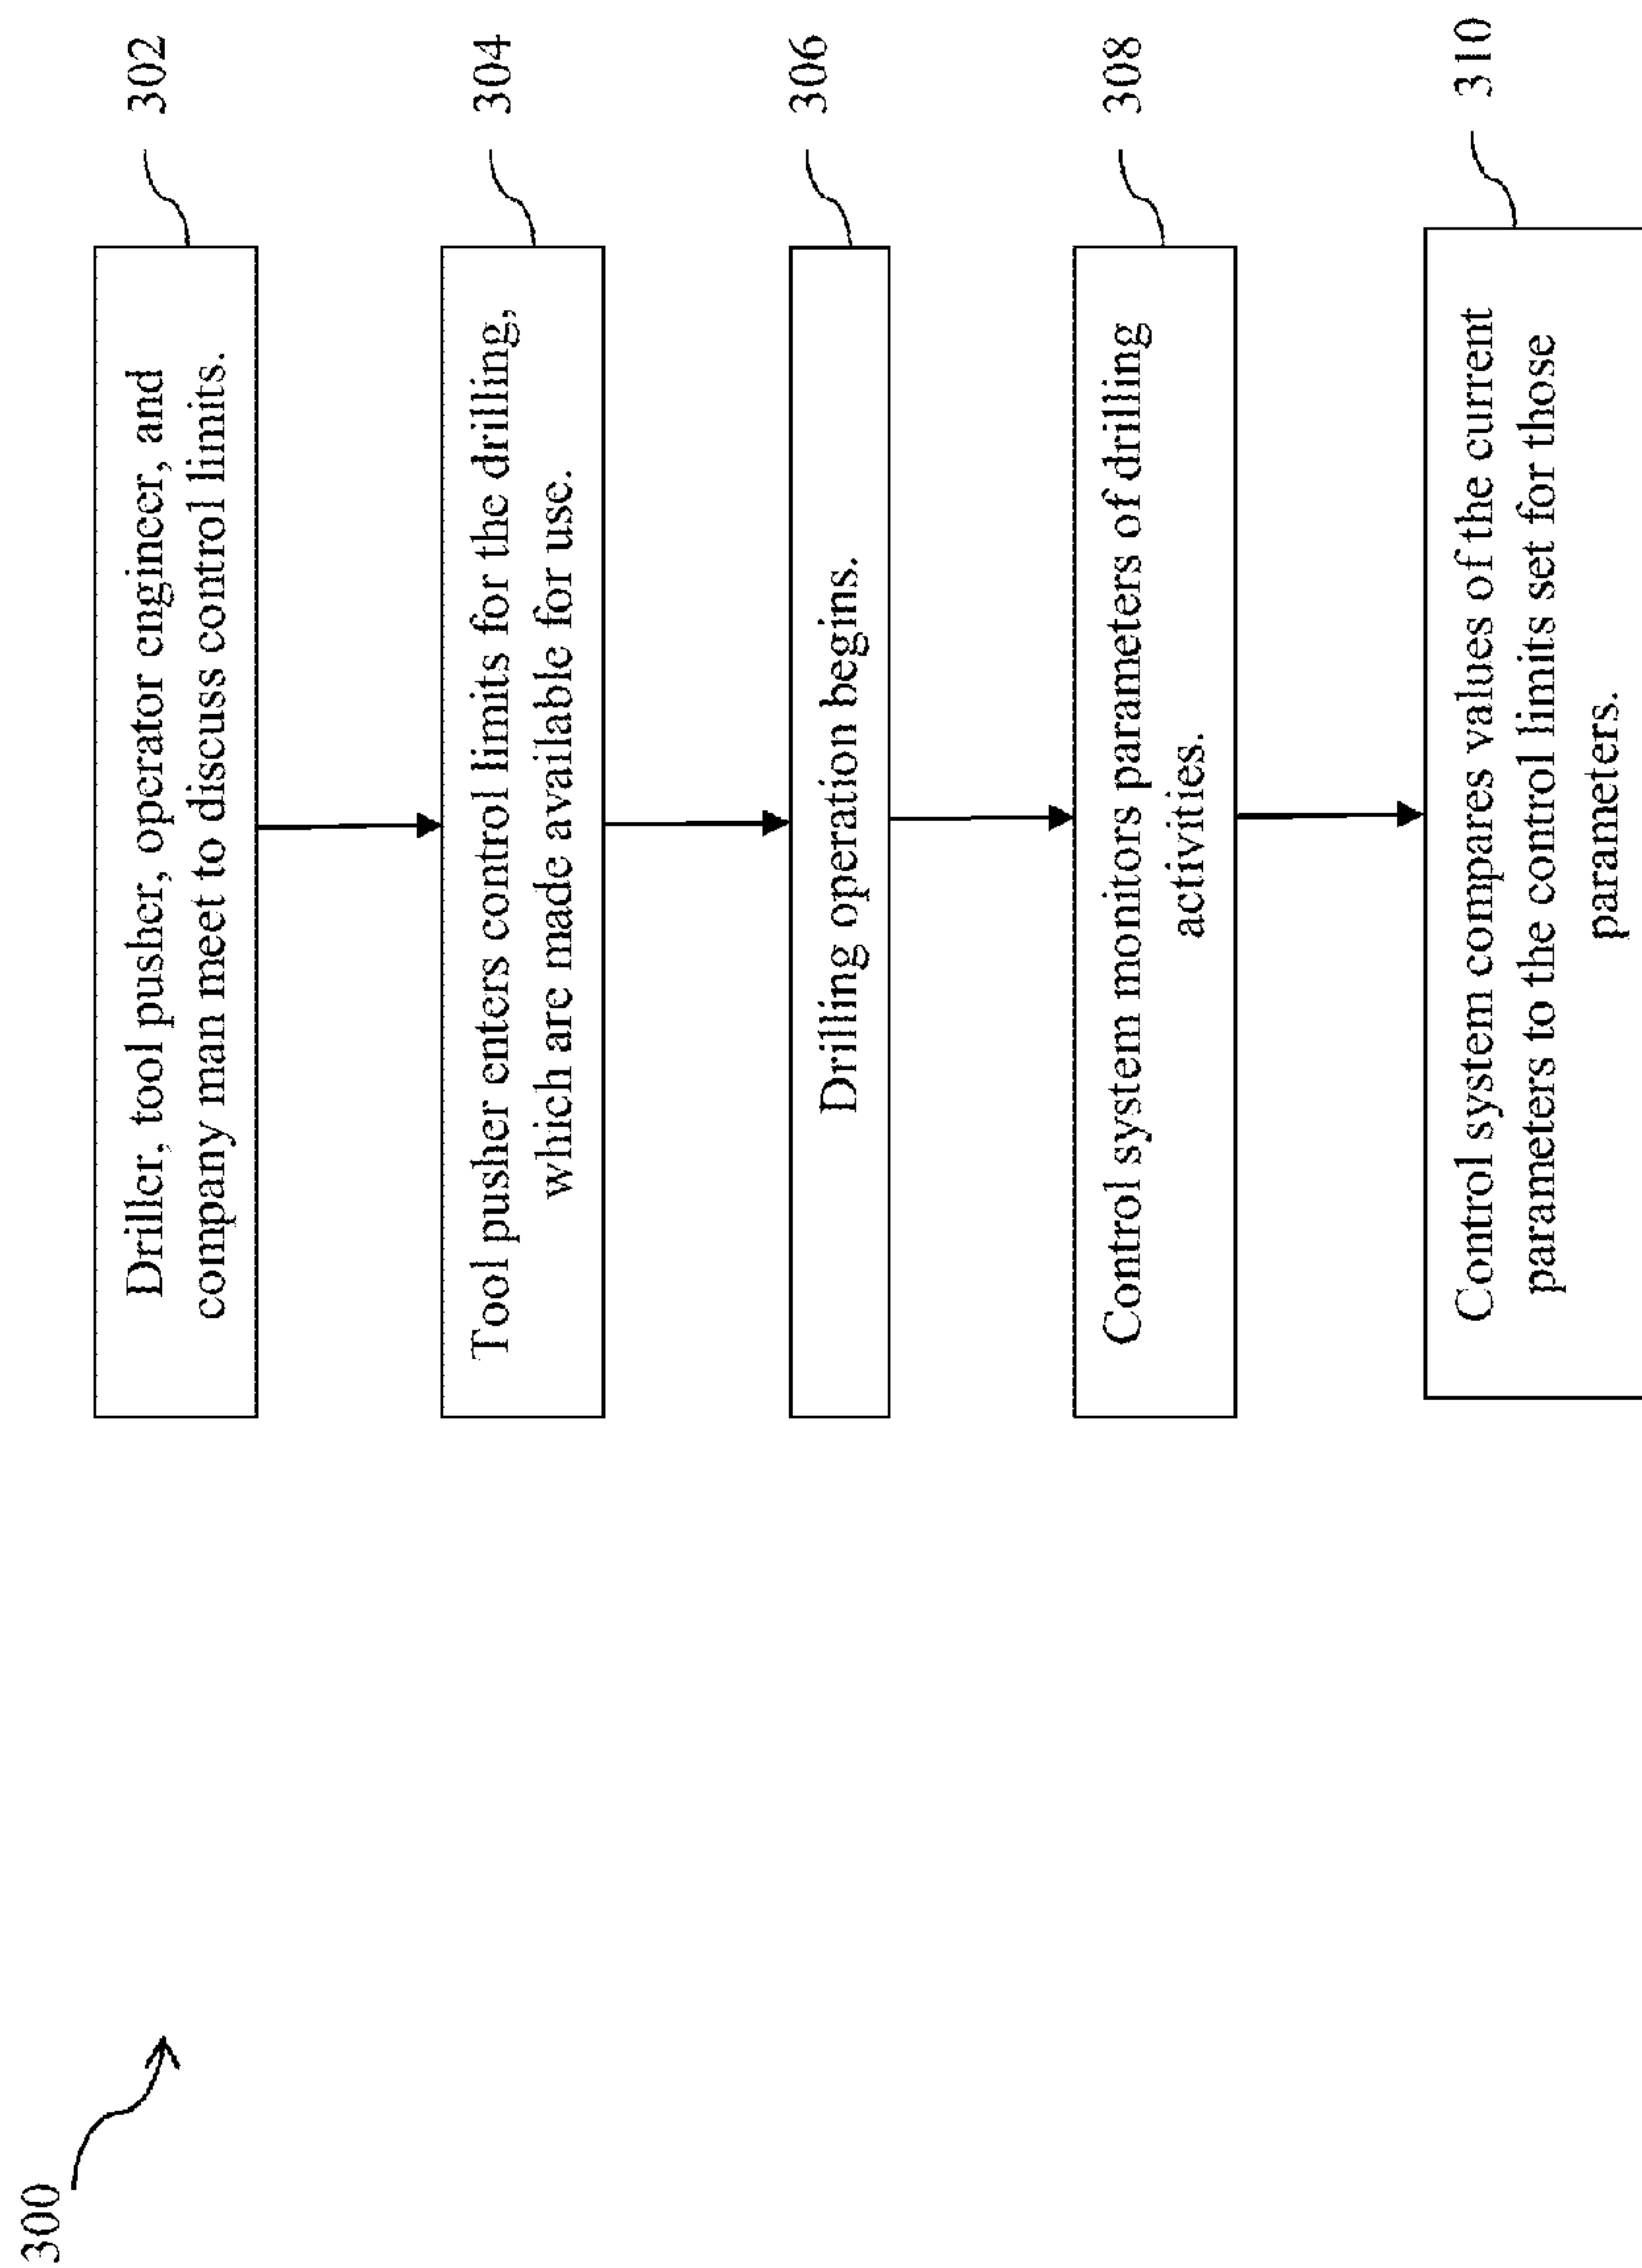 300
Driller, tool pusher, operator engineer, and
company man meet to discuss control limits.
302
Tool pusher enters control limits for the drilling,
which are made available for use.
304
Drilling operation begins.
306
Control system monitors parameters of drilling
activities.
308
Control system compares values of the current
parameters to the control limits set for those
parameters.
310